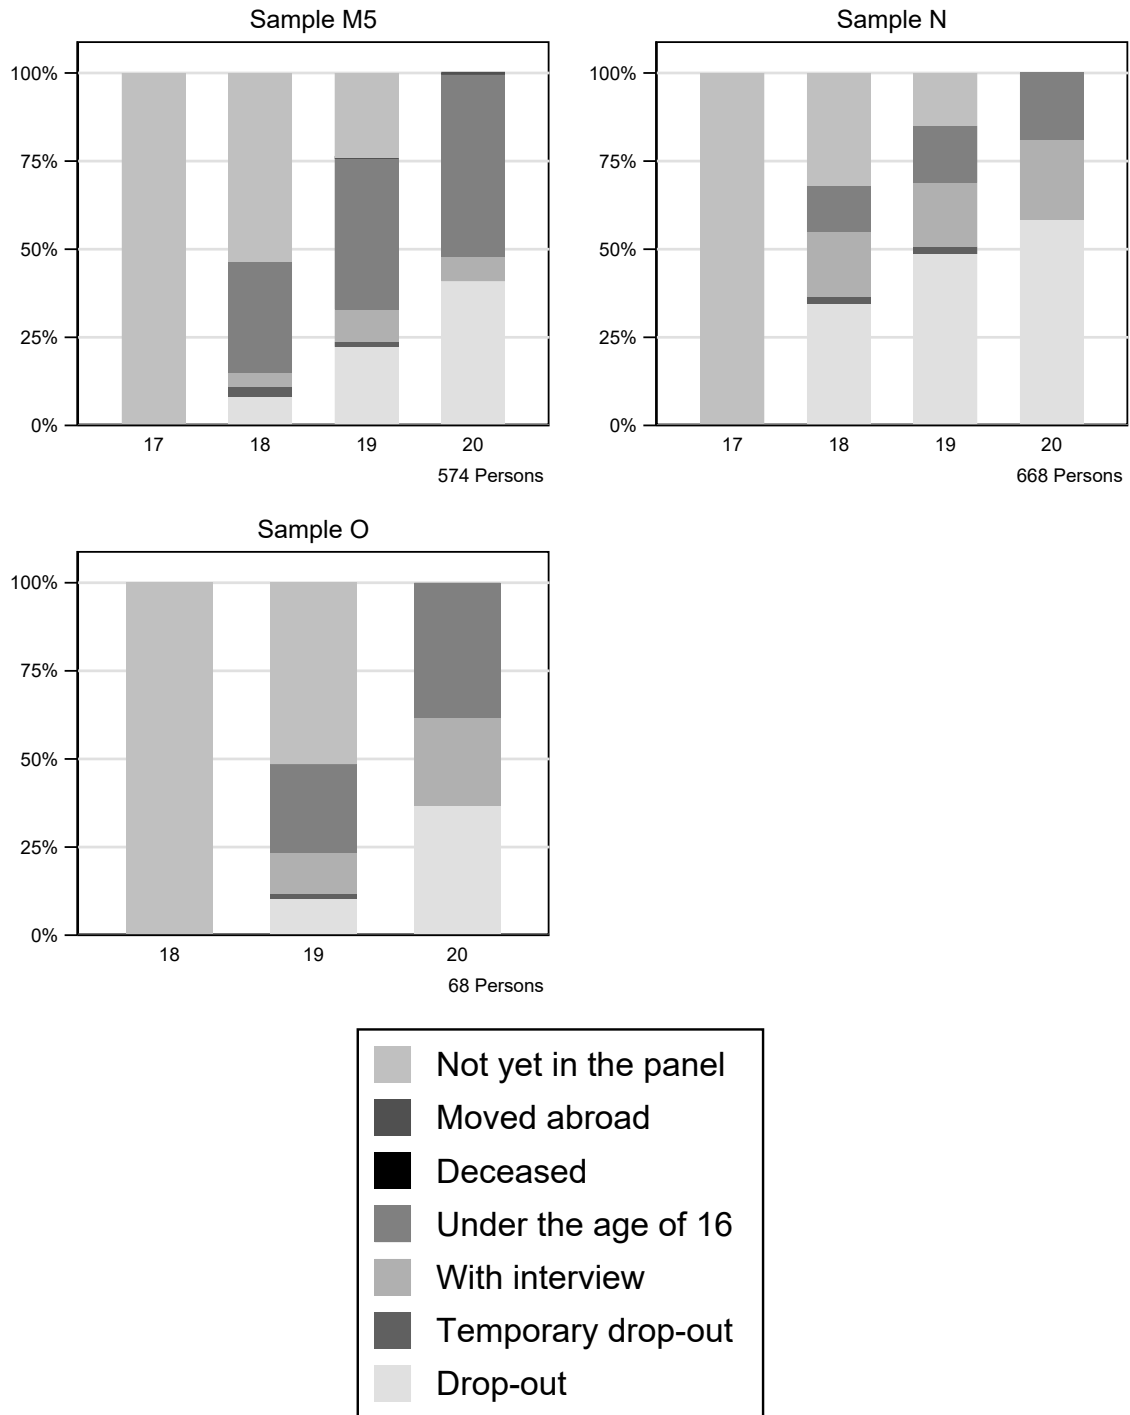 Sample M5
100%
75%
50%
25%
0%
17 18 19 20
574 Persons
Sample N
100%
75%
50%
25%
0%
17 18 19 20
668 Persons
Sample O
100%
75%
50%
25%
0%
18 19 20
68 Persons
Not yet in the panel
Moved abroad
Deceased
Under the age of 16
With interview
Temporary drop-out
Drop-out